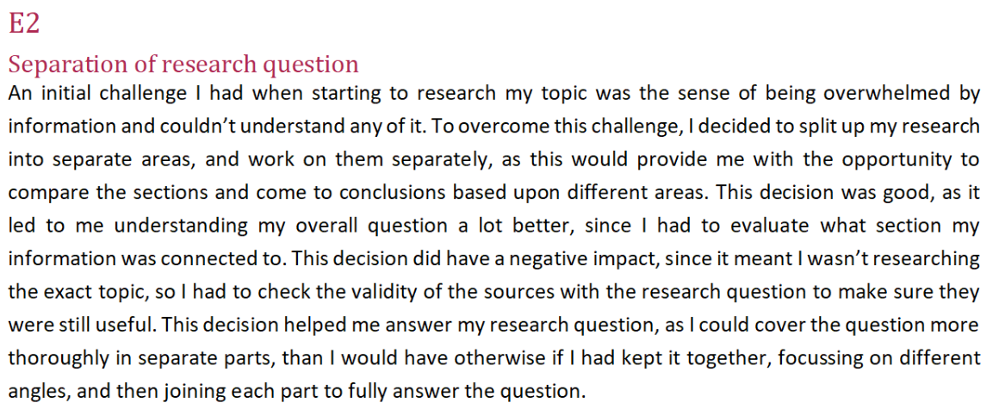 E2
Separation of research question
An initial challenge I had when starting to research my topic was the sense of being overwhelmed by
information and couldn’t understand any of it. To overcome this challenge, I decided to split up my research
into separate areas, and work on them separately, as this would provide me with the opportunity to
compare the sections and come to conclusions based upon different areas. This decision was good, as it
led to me understanding my overall question a lot better, since I had to evaluate what section my
information was connected to. This decision did have a negative impact, since it meant I wasn’t researching
the exact topic, so I had to check the validity of the sources with the research question to make sure they
were still useful. This decision helped me answer my research question, as I could cover the question more
thoroughly in separate parts, than I would have otherwise if I had kept it together, focussing on different
angles, and then joining each part to fully answer the question.